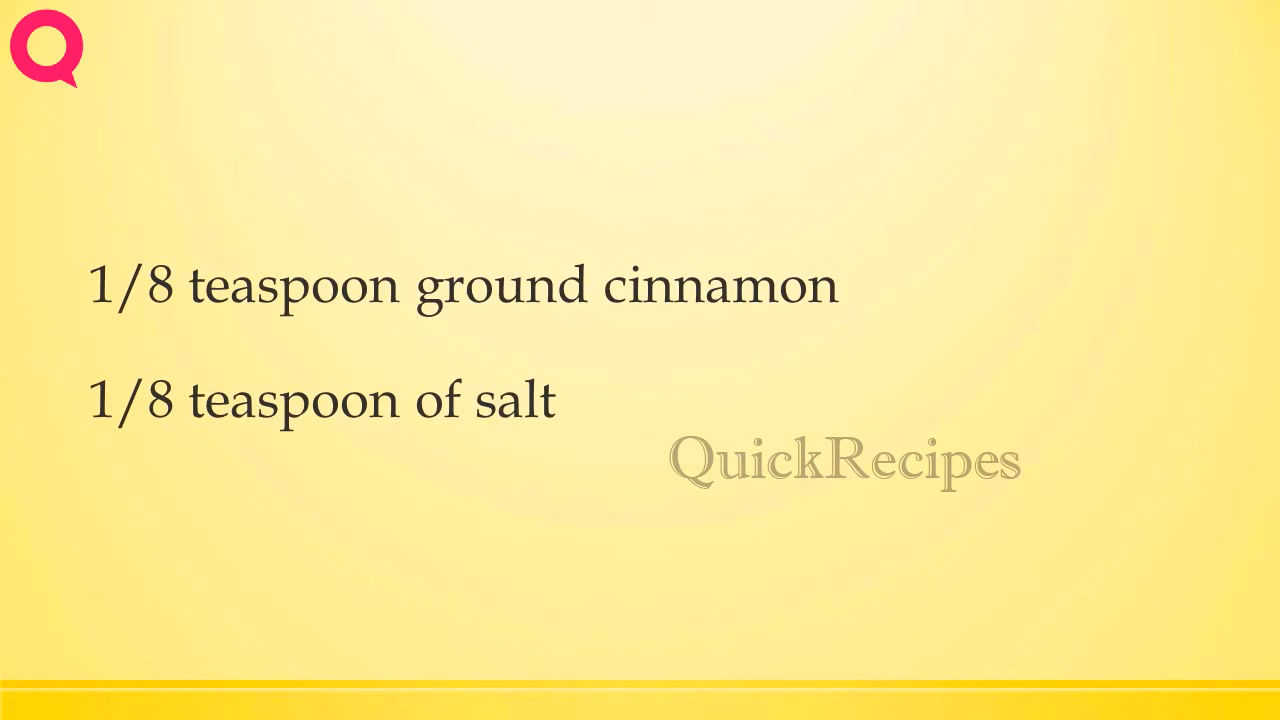 1/8 teaspoon ground cinnamon
1/8 teaspoon of salt
QuickRecipes